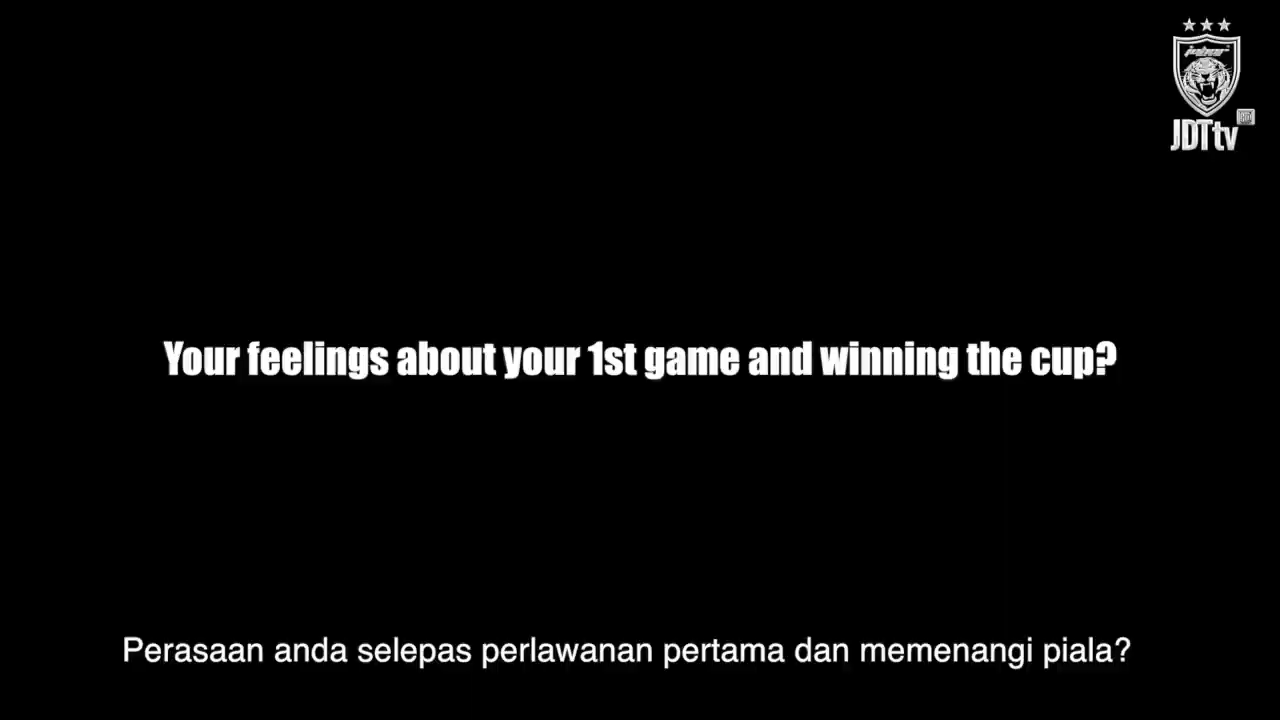 JOHOR
JDTtv
Your feelings about your 1st game and winning the cup?
Perasaan anda selepas perlawanan pertama dan memenangi piala?